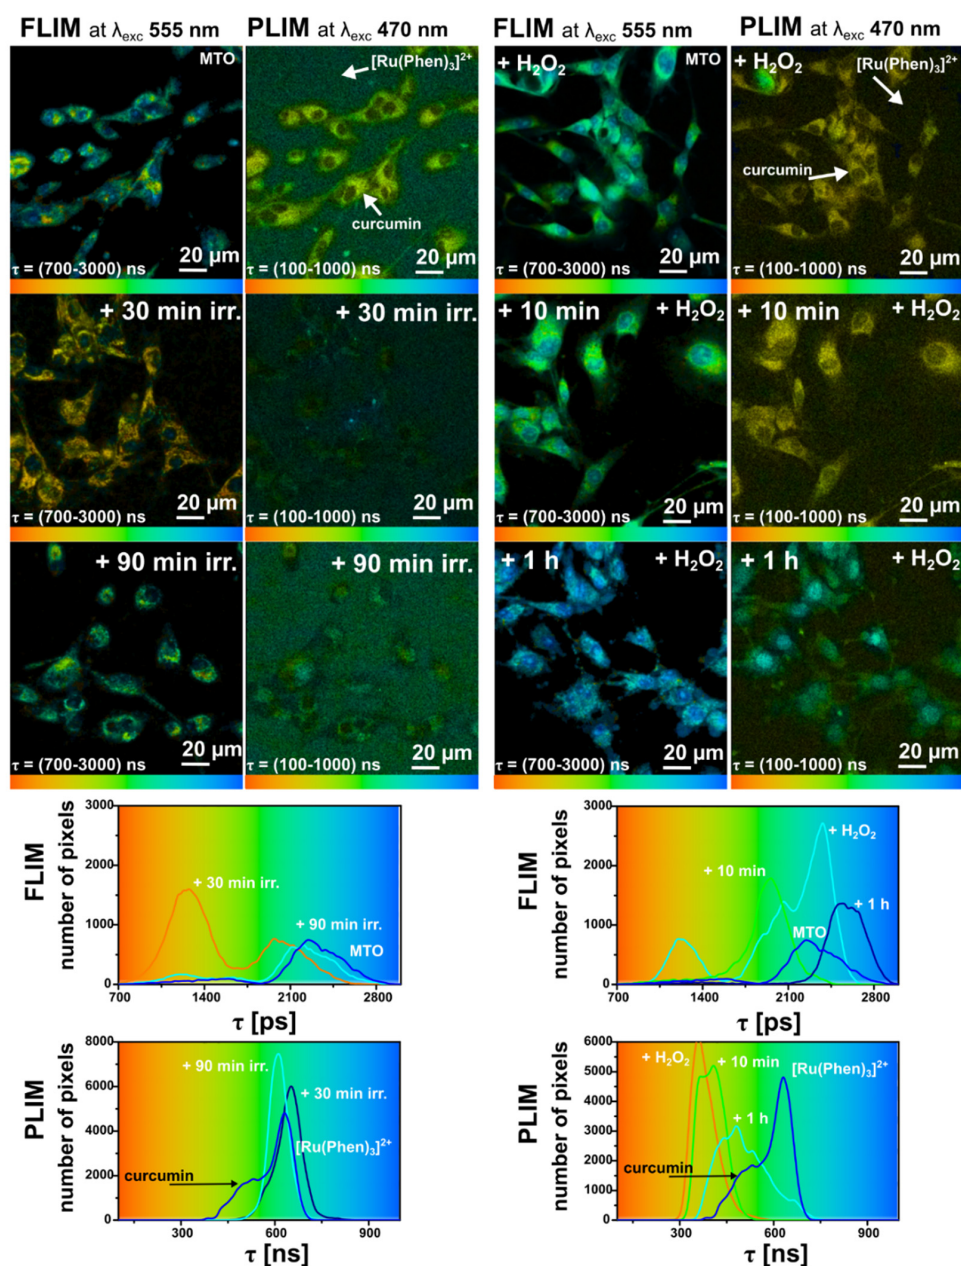 FLIM at λexc 555 nm PLIM at λexc 470 nm FLIM at λexc 555 nm PLIM at λexc 470 nm
MTO
[Ru(Phen)₃]²⁺
curcumin
20 µm
τ = (700-3000) ns
20 µm
τ = (100-1000) ns
+ H₂O₂
MTO
20 µm
τ = (700-3000) ns
+ H₂O₂
[Ru(Phen)₃]²⁺
curcumin
20 µm
τ = (100-1000) ns
+ 30 min irr.
20 µm
τ = (700-3000) ns
+ 30 min irr.
20 µm
τ = (100-1000) ns
+ 10 min + H₂O₂
20 µm
τ = (700-3000) ns
+ 10 min + H₂O₂
20 µm
τ = (100-1000) ns
+ 90 min irr.
20 µm
τ = (700-3000) ns
+ 90 min irr.
20 µm
τ = (100-1000) ns
+ 1 h + H₂O₂
20 µm
τ = (700-3000) ns
+ 1 h + H₂O₂
20 µm
τ = (100-1000) ns
FLIM
number of pixels
3000
2000
1000
0
+ 30 min irr.
+ 90 min irr.
MTO
700 1400 2100 2800
τ [ps]
FLIM
number of pixels
3000
2000
1000
0
+ H₂O₂
+ 10 min
+ 1 h
MTO
700 1400 2100 2800
τ [ps]
PLIM
number of pixels
8000
6000
4000
2000
0
+ 90 min irr.
+ 30 min irr.
[Ru(Phen)₃]²⁺
curcumin
300 600 900
τ [ns]
PLIM
number of pixels
6000
5000
4000
3000
2000
1000
0
+ H₂O₂
+ 10 min
[Ru(Phen)₃]²⁺
+ 1 h
curcumin
300 600 900
τ [ns]